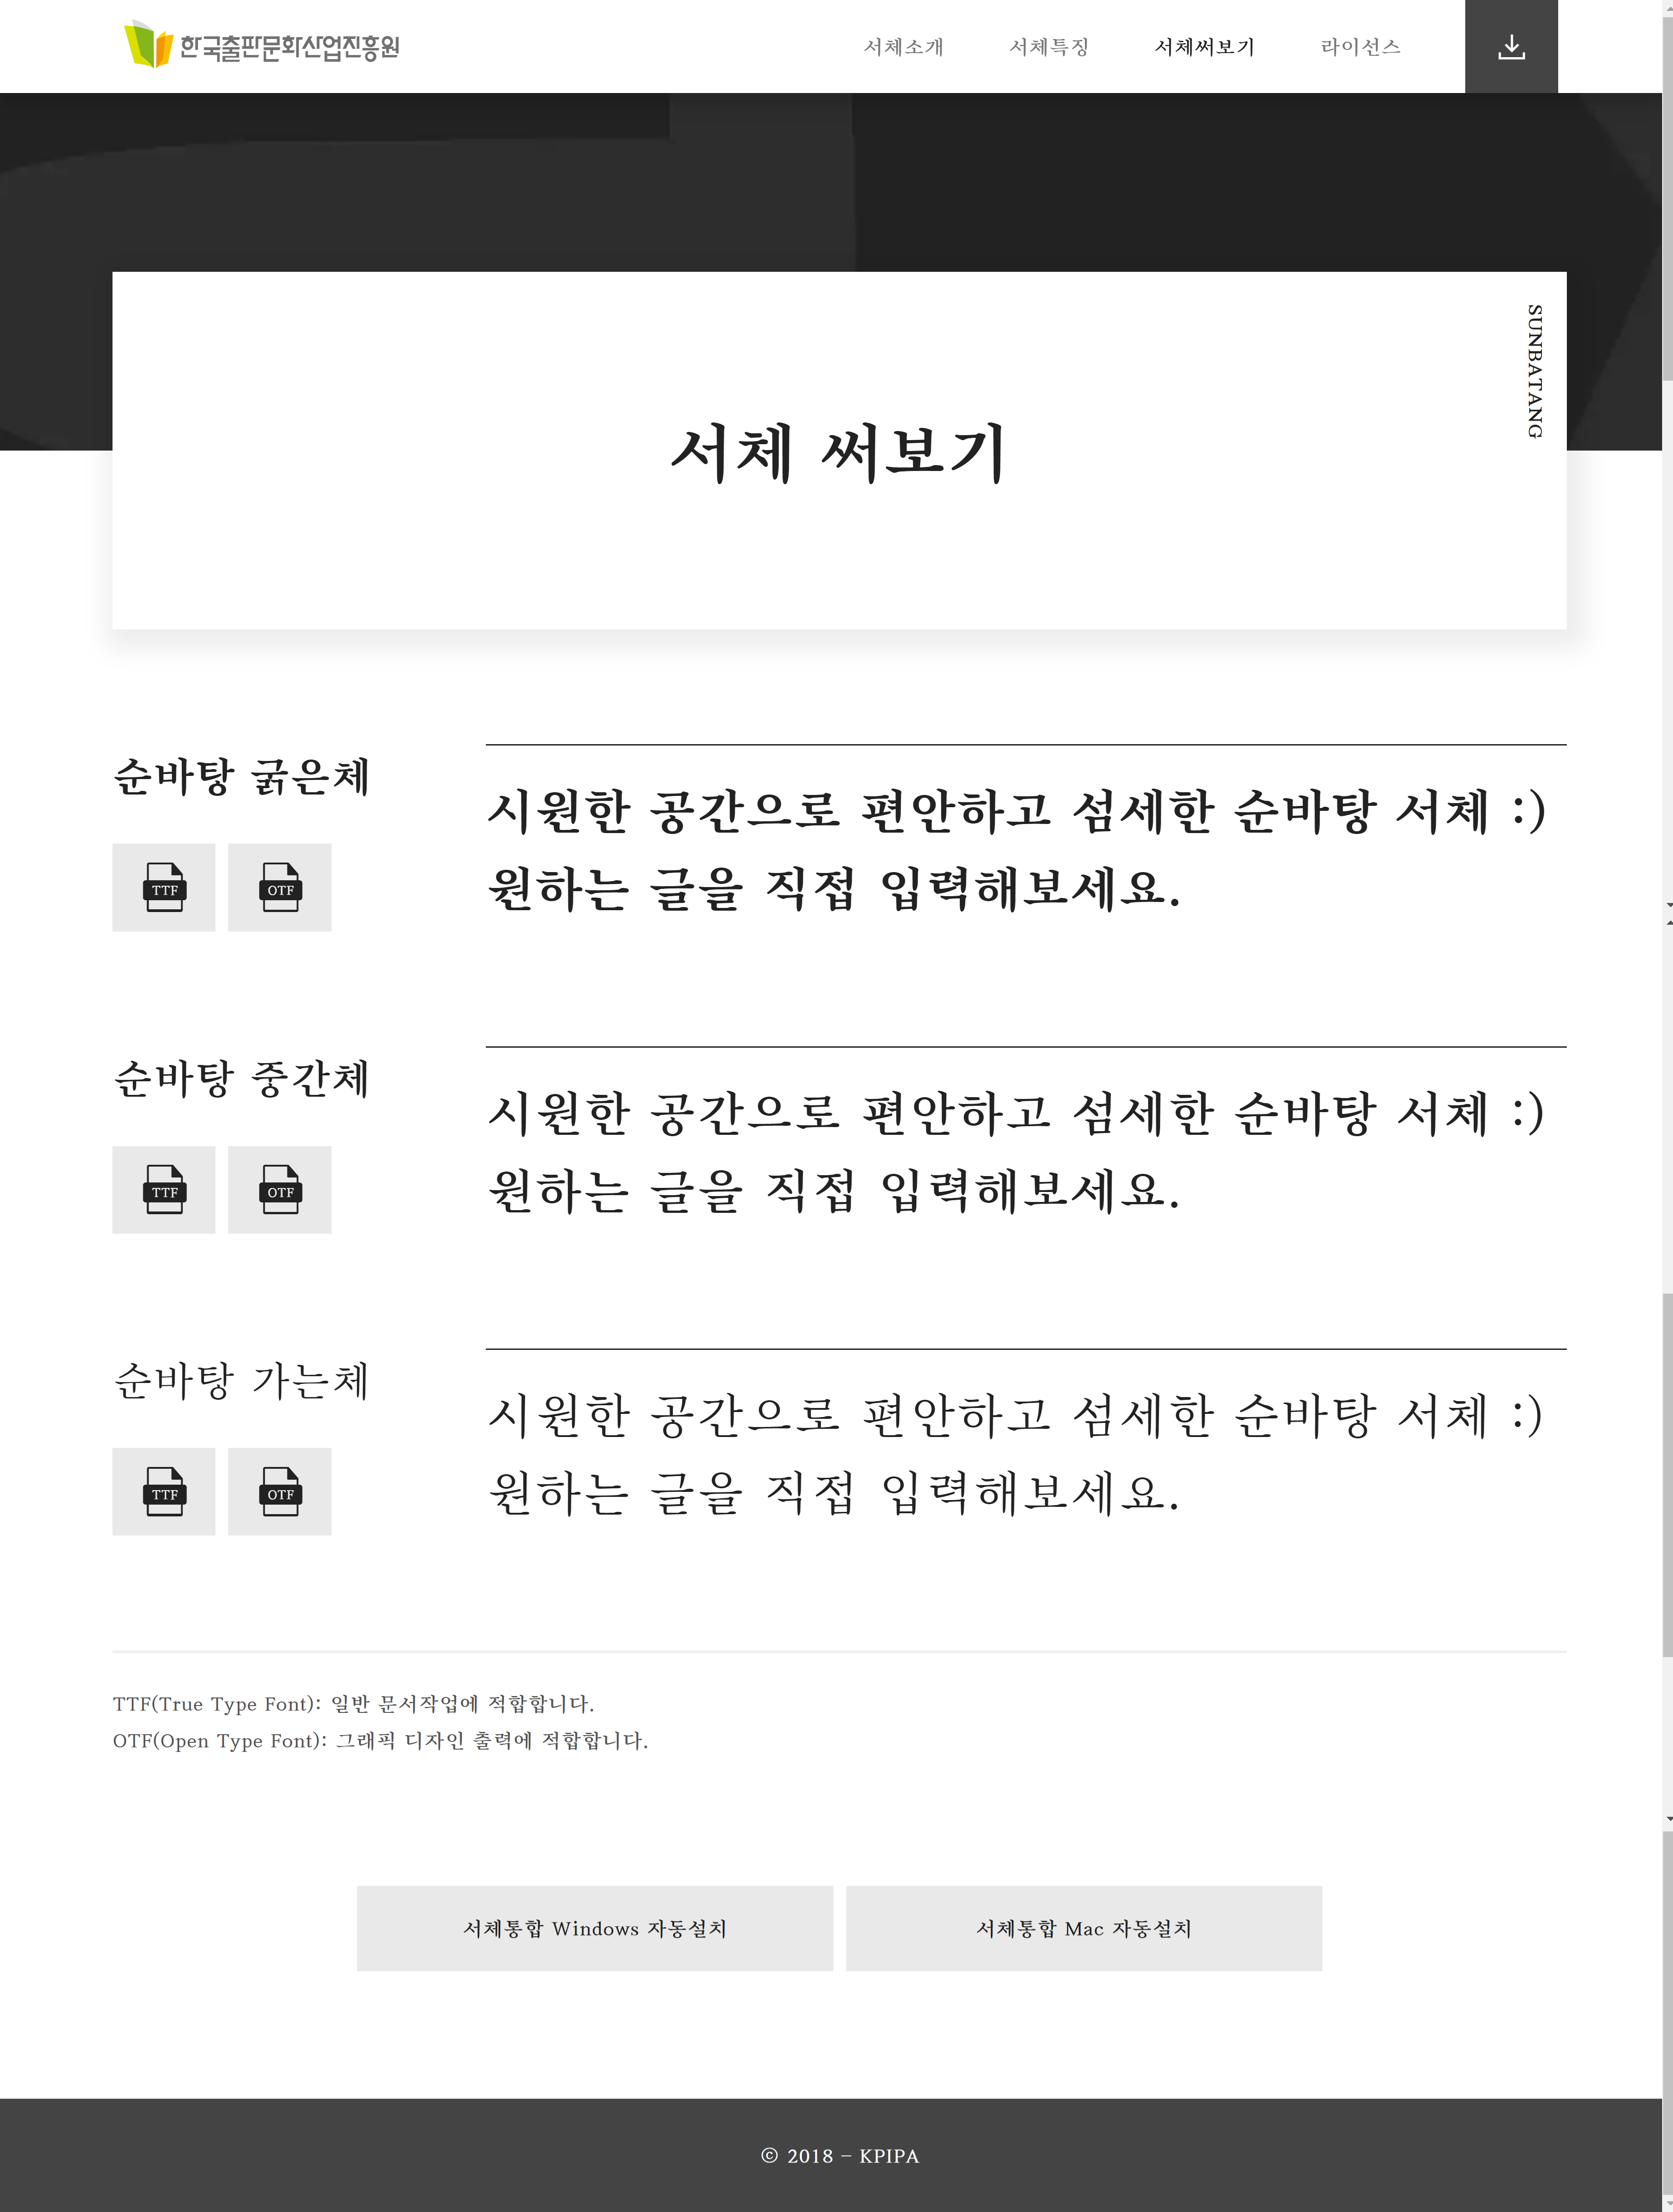 한국출판문화산업진흥원
서체소개
서체특징
서체써보기
라이선스
SUNBATANG
서체 써보기
순바탕 굵은체
TTF
OTF
시원한 공간으로 편안하고 섬세한 순바탕 서체 :)
원하는 글을 직접 입력해보세요.
순바탕 중간체
TTF
OTF
시원한 공간으로 편안하고 섬세한 순바탕 서체 :)
원하는 글을 직접 입력해보세요.
순바탕 가는체
TTF
OTF
시원한 공간으로 편안하고 섬세한 순바탕 서체 :)
원하는 글을 직접 입력해보세요.
TTF(True Type Font): 일반 문서작업에 적합합니다.
OTF(Open Type Font): 그래픽 디자인 출력에 적합합니다.
서체통합 Windows 자동설치
서체통합 Mac 자동설치
© 2018 – KPIPA